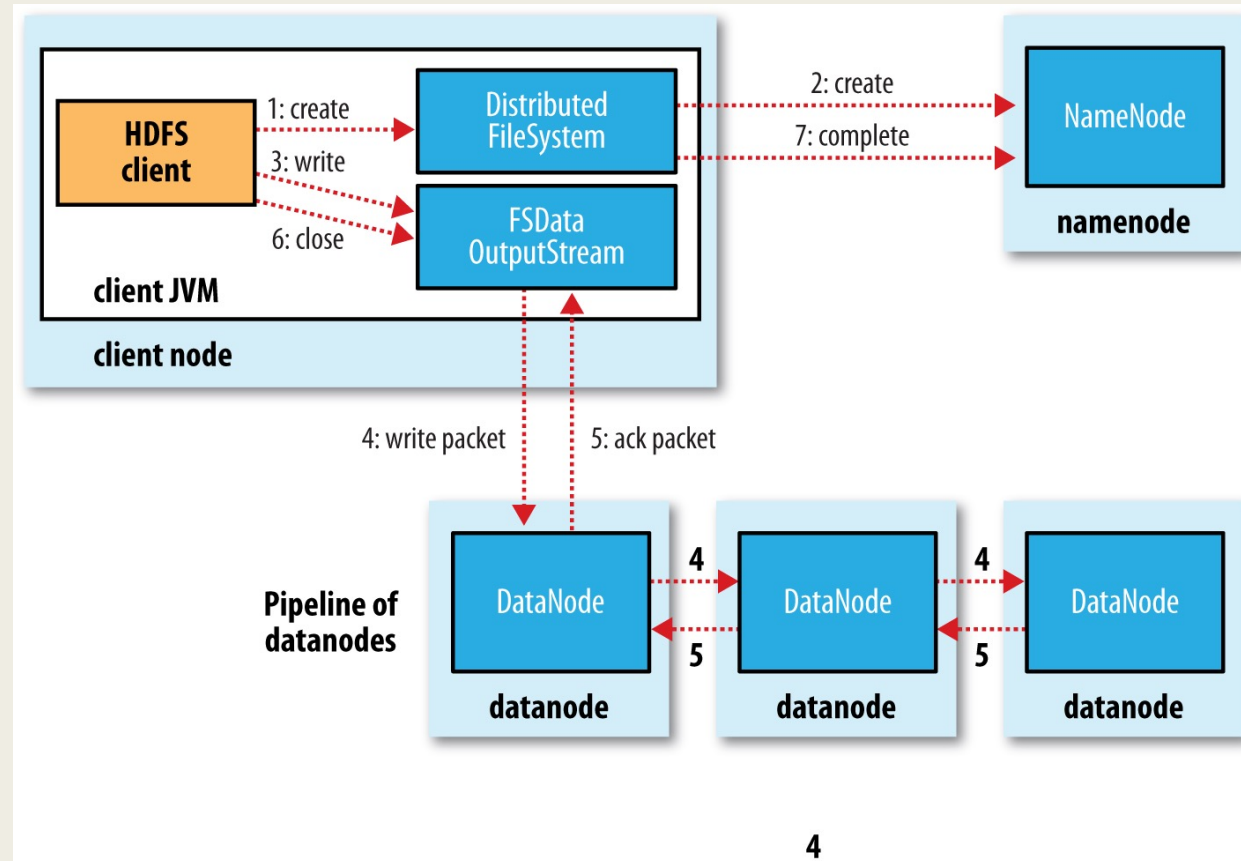 1: create
Distributed
FileSystem
2: create
NameNode
HDFS
client
7: complete
3: write
FSData
OutputStream
6: close
namenode
client JVM
client node
4: write packet
5: ack packet
Pipeline of
datanodes
DataNode
4
5
DataNode
4
5
DataNode
datanode
datanode
datanode
4